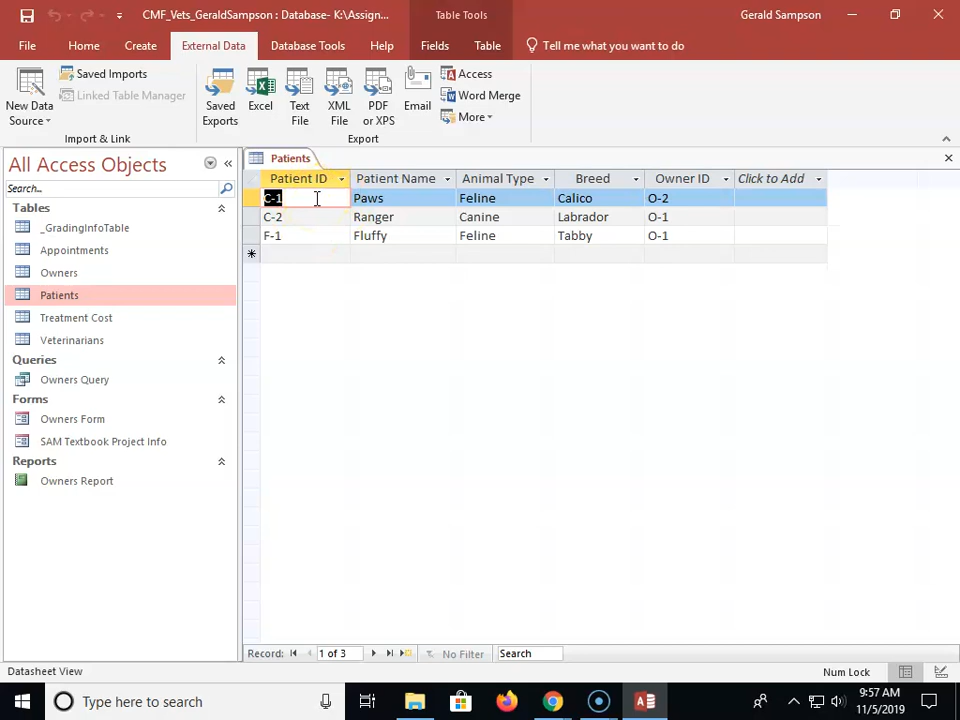 CMF_Vets_GeraldSampson : Database- K:\Assign...
Table Tools
Gerald Sampson
File
Home
Create
External Data
Database Tools
Help
Fields
Table
Tell me what you want to do
New Data Source
Saved Imports
Linked Table Manager
Import & Link
Saved Exports
Excel
Text File
XML File
PDF or XPS
Email
Access
Word Merge
More
Export
All Access Objects
Search...
Tables
_GradingInfoTable
Appointments
Owners
Patients
Treatment Cost
Veterinarians
Queries
Owners Query
Forms
Owners Form
SAM Textbook Project Info
Reports
Owners Report
Patients
Patient ID Patient Name Animal Type Breed Owner ID Click to Add
C-1 Paws Feline Calico O-2
C-2 Ranger Canine Labrador O-1
F-1 Fluffy Feline Tabby O-1
Record: 1 of 3 No Filter Search
Datasheet View
Num Lock
Type here to search
9:57 AM
11/5/2019